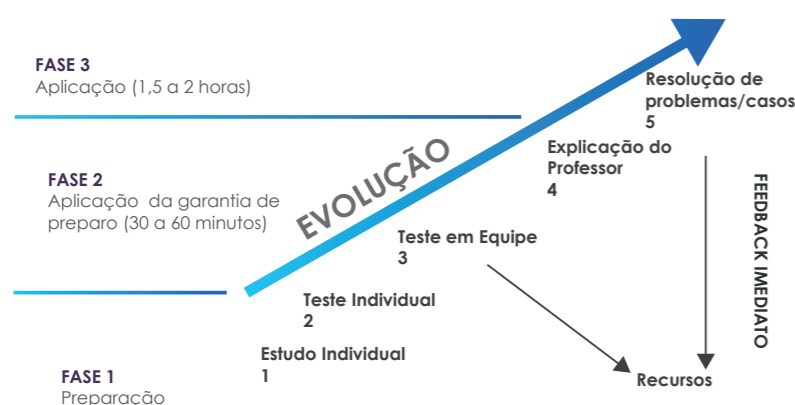 FASE 3
Aplicação (1,5 a 2 horas)
Resolução de
problemas/casos
5
Explicação do
Professor
4
EVOLUÇÃO
FASE 2
Aplicação da garantia de
preparo (30 a 60 minutos)
FEEDBACK IMEDIATO
Teste em Equipe
3
Teste Individual
2
Estudo Individual
1
FASE 1
Preparação
Recursos